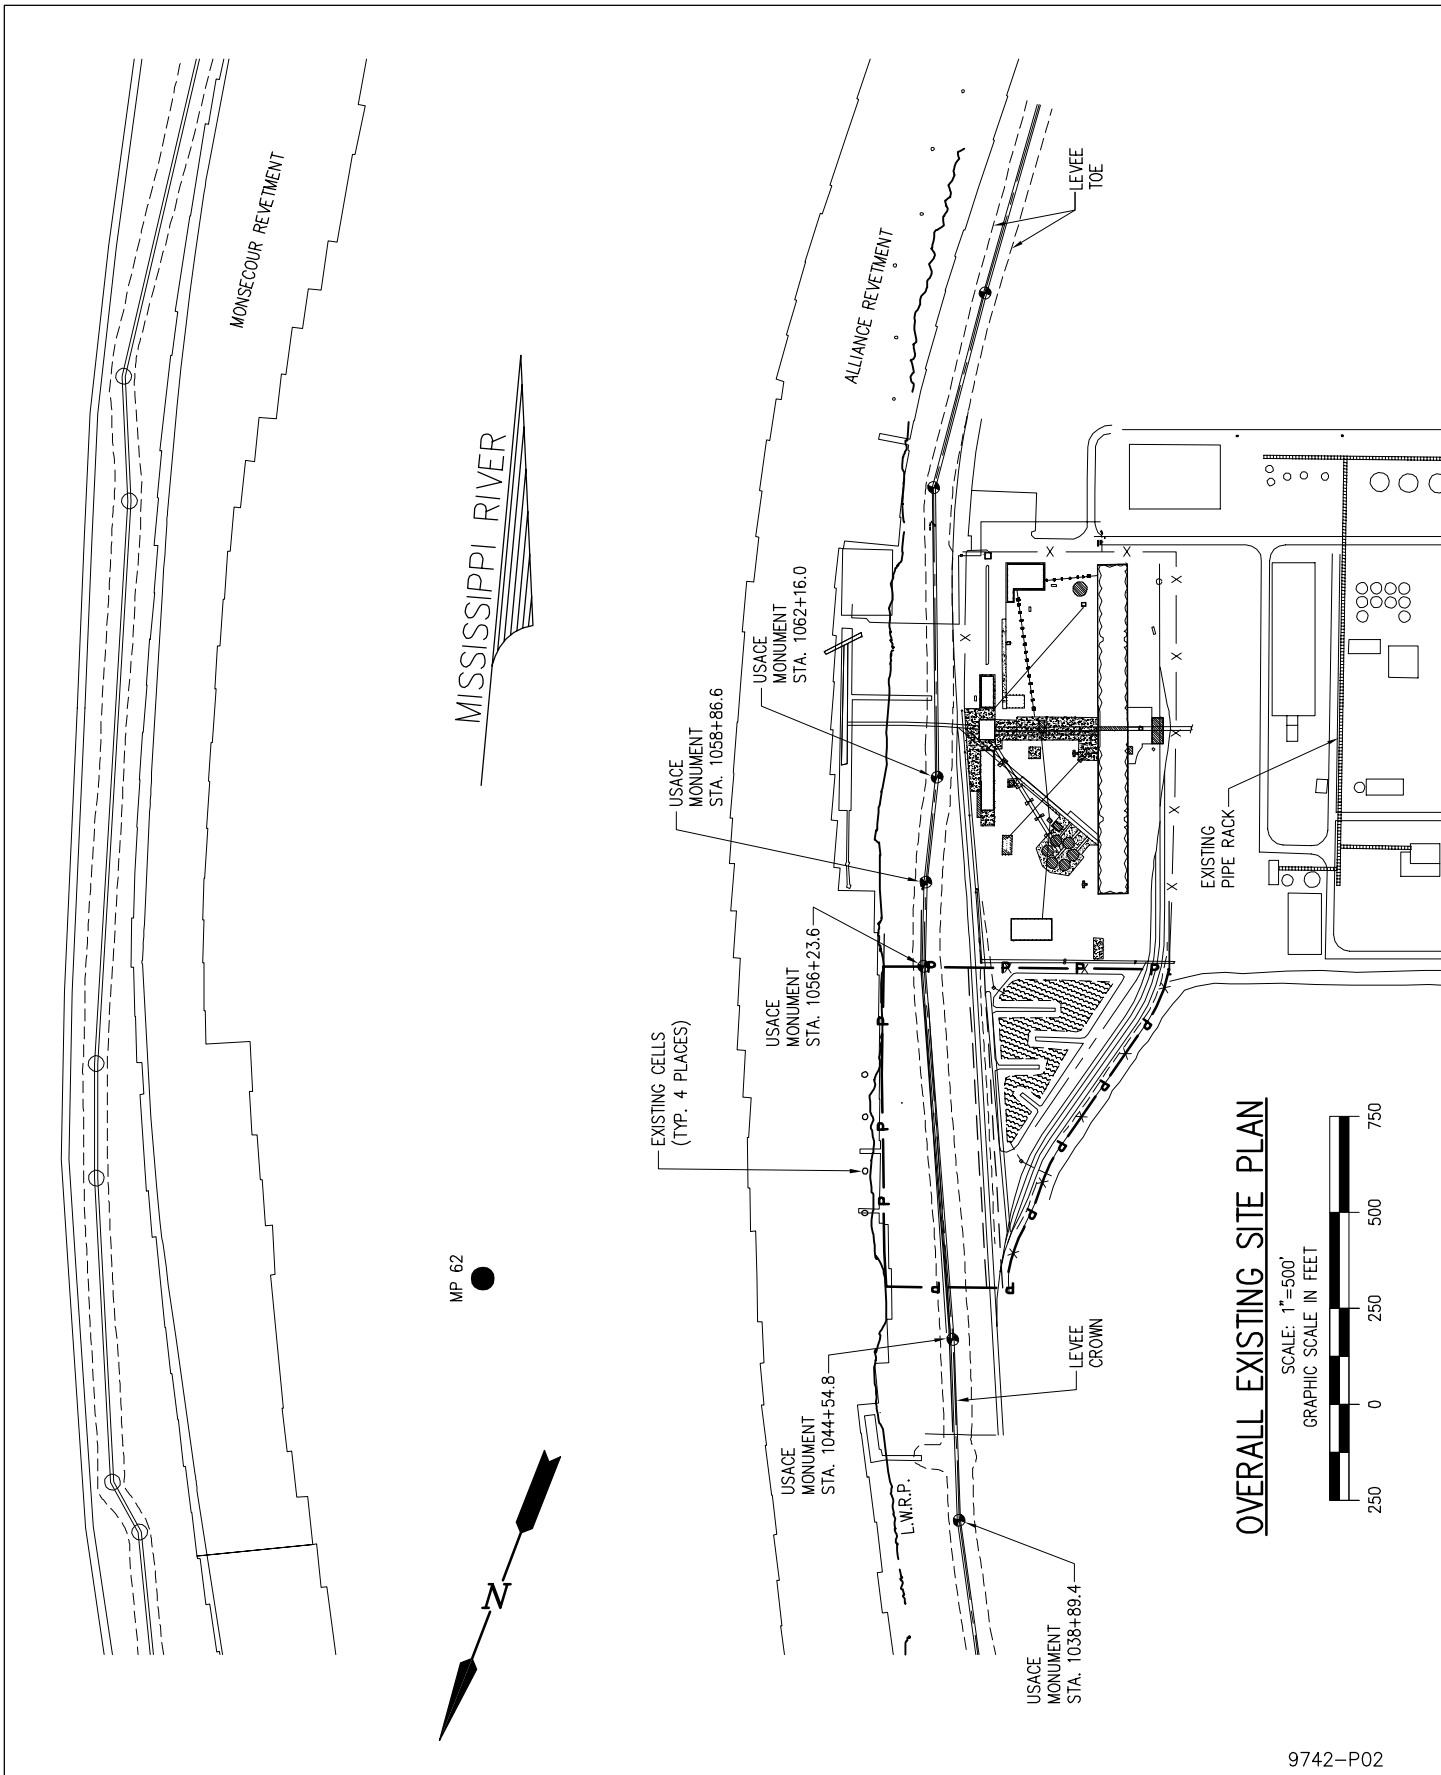 MONSECOUR REVETMENT
MISSISSIPPI RIVER
ALLIANCE REVETMENT
LEVEE
TOE
USACE
MONUMENT
STA. 1062+16.0
USACE
MONUMENT
STA. 1058+86.6
USACE
MONUMENT
STA. 1056+23.6
EXISTING CELLS
(TYP. 4 PLACES)
EXISTING
PIPE RACK
MP 62
N
USACE
MONUMENT
STA. 1044+54.8
L.W.R.P.
LEVEE
CROWN
USACE
MONUMENT
STA. 1038+89.4
X X X X X X X X
P P P P P P P P P P P P P P
OVERALL EXISTING SITE PLAN
SCALE: 1"=500'
GRAPHIC SCALE IN FEET
250 0 250 500 750
9742-P02